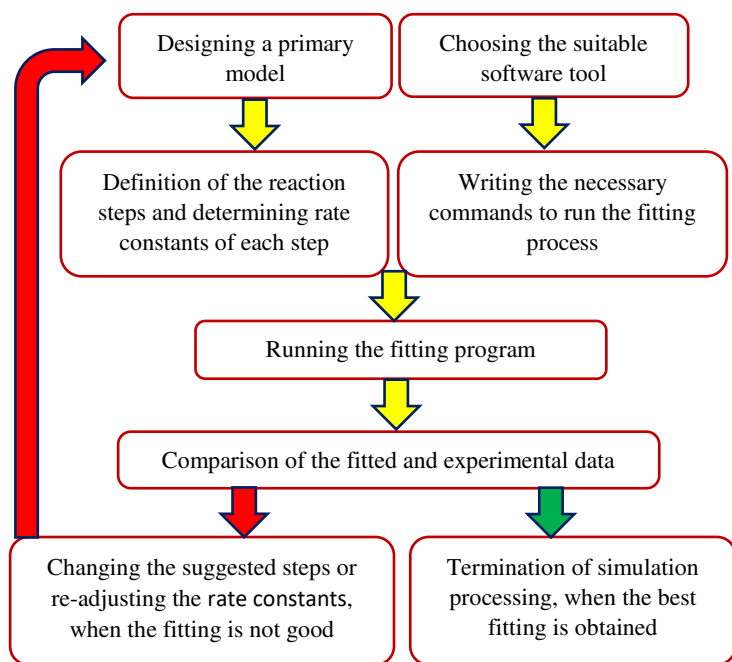 Designing a primary
model
Choosing the suitable
software tool
Definition of the reaction
steps and determining rate
constants of each step
Writing the necessary
commands to run the fitting
process
Running the fitting program
Comparison of the fitted and experimental data
Changing the suggested steps or
re-adjusting the rate constants,
when the fitting is not good
Termination of simulation
processing, when the best
fitting is obtained